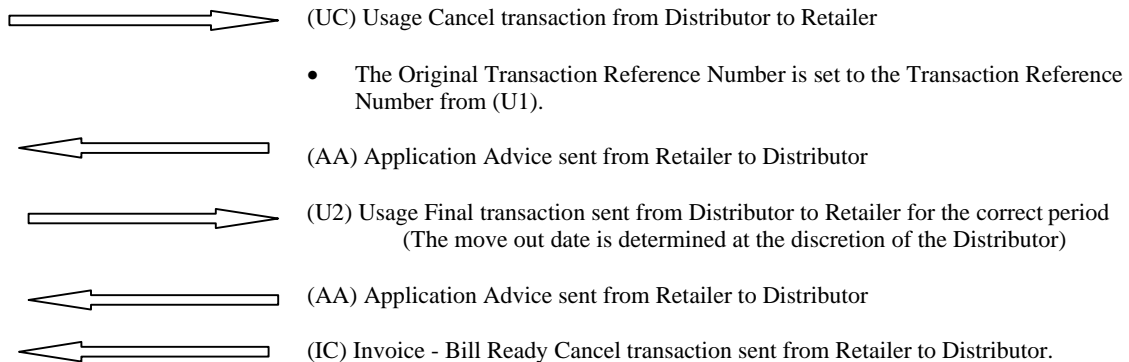 (UC) Usage Cancel transaction from Distributor to Retailer
• The Original Transaction Reference Number is set to the Transaction Reference
Number from (U1).
(AA) Application Advice sent from Retailer to Distributor
(U2) Usage Final transaction sent from Distributor to Retailer for the correct period
(The move out date is determined at the discretion of the Distributor)
(AA) Application Advice sent from Retailer to Distributor
(IC) Invoice - Bill Ready Cancel transaction sent from Retailer to Distributor.